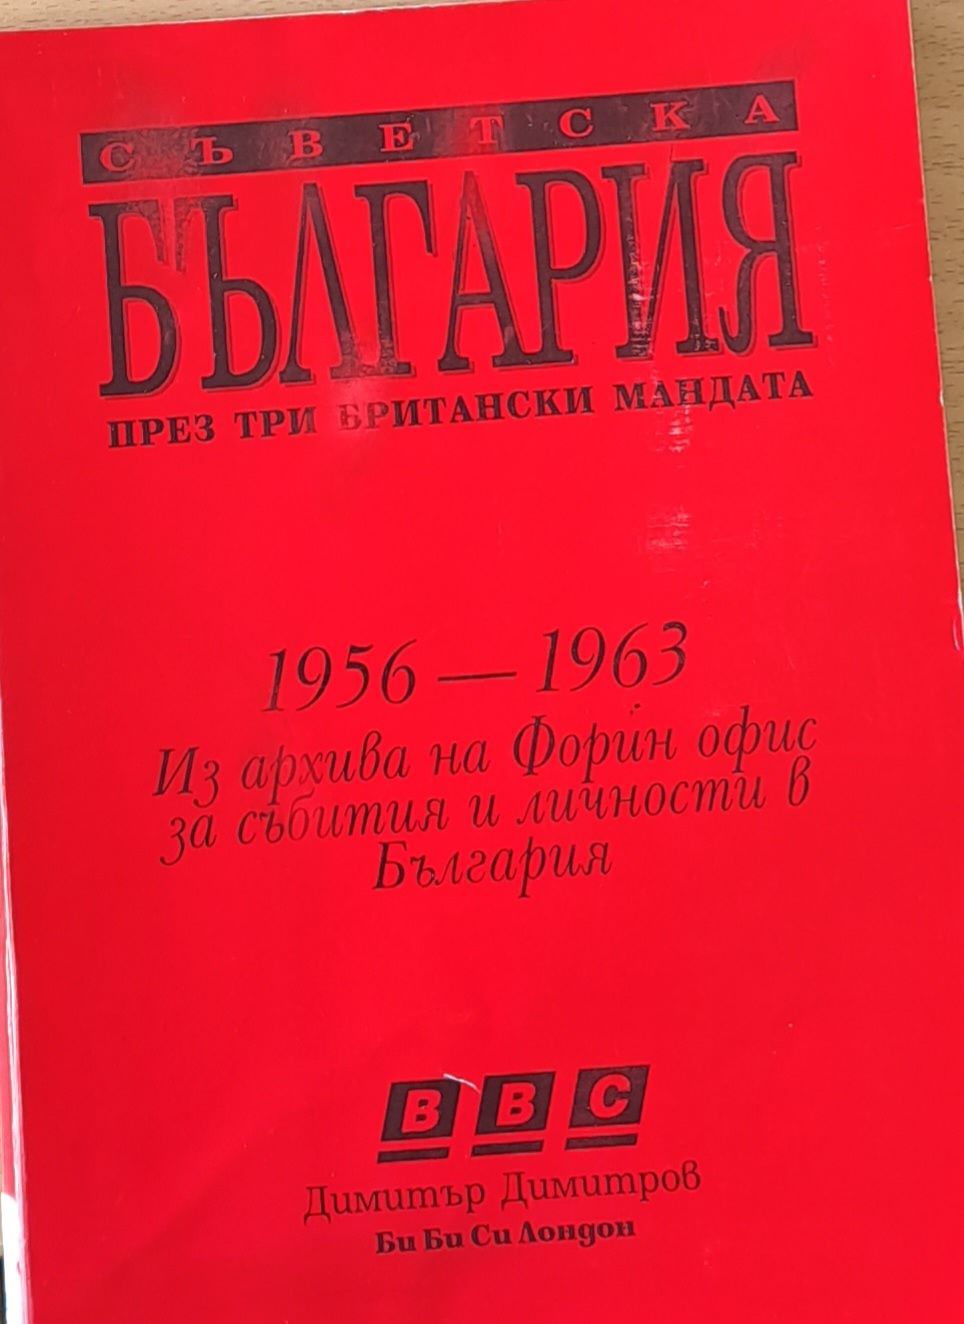 СЪВЕТСКА
БЪЛГАРИЯ
ПРЕЗ ТРИ БРИТАНСКИ МАНДАТА
1956 — 1963
Из архива на Форин офис
за събития и личности в
България
BBC
Димитър Димитров
Би Би Си Лондон